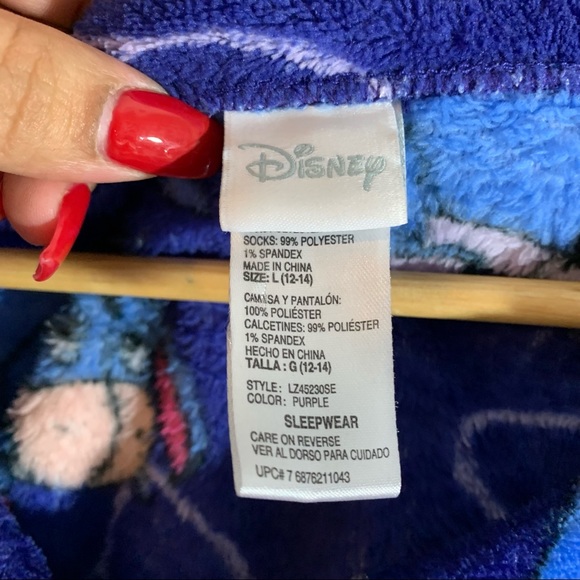 DISNEY
SOCKS: 99% POLYESTER
1% SPANDEX
MADE IN CHINA
SIZE: L (12-14)
CAMISA Y PANTALÓN:
100% POLIÉSTER
CALCETINES: 99% POLIÉSTER
1% SPANDEX
HECHO EN CHINA
TALLA : G (12-14)
STYLE : LZ45230SE
COLOR : PURPLE
SLEEPWEAR
CARE ON REVERSE
VER AL DORSO PARA CUIDADO
UPC# 7 6876211043